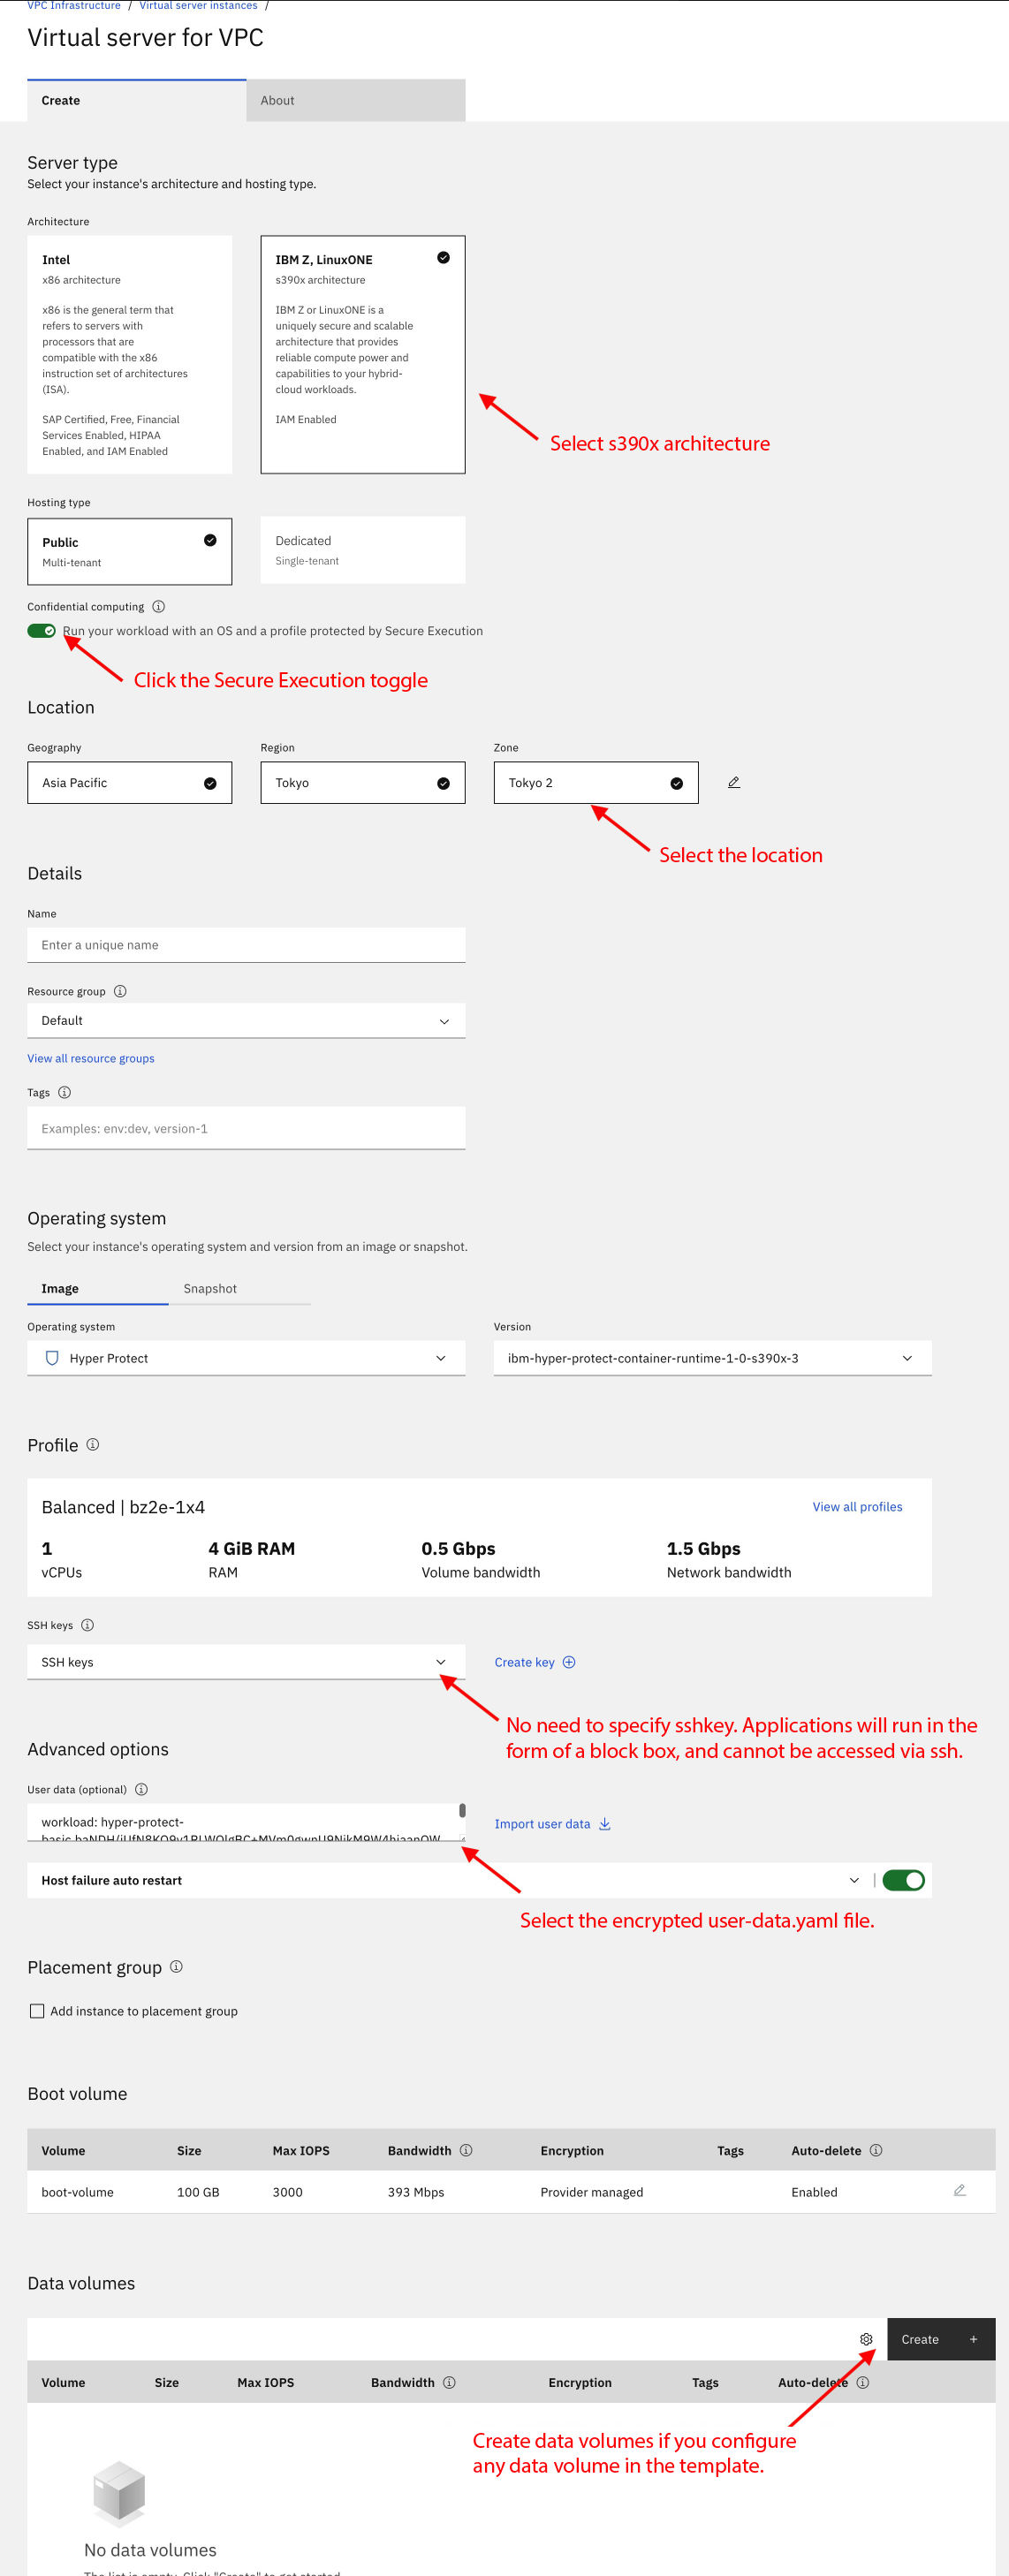 VPC Infrastructure / Virtual server instances /
Virtual server for VPC
Create
About
Server type
Select your instance's architecture and hosting type.
Architecture
Intel
x86 architecture
x86 is the general term that
refers to servers with
processors that are
compatible with the x86
instruction set of architectures
(ISA).
SAP Certified, Free, Financial
Services Enabled, HIPAA
Enabled, and IAM Enabled
IBM Z, LinuxONE
s390x architecture
IBM Z or LinuxONE is a
uniquely secure and scalable
architecture that provides
reliable compute power and
capabilities to your hybrid-
cloud workloads.
IAM Enabled
Select s390x architecture
Hosting type
Public
Multi-tenant
Dedicated
Single-tenant
Confidential computing
Run your workload with an OS and a profile protected by Secure Execution
Click the Secure Execution toggle
Location
Geography
Region
Zone
Asia Pacific
Tokyo
Tokyo 2
Select the location
Details
Name
Enter a unique name
Resource group
Default
View all resource groups
Tags
Examples: env:dev, version-1
Operating system
Select your instance's operating system and version from an image or snapshot.
Image
Snapshot
Operating system
Version
Hyper Protect
ibm-hyper-protect-container-runtime-1-0-s390x-3
Profile
Balanced | bz2e-1x4
View all profiles
1
4 GiB RAM
0.5 Gbps
1.5 Gbps
vCPUs
RAM
Volume bandwidth
Network bandwidth
SSH keys
SSH keys
Create key
No need to specify sshkey. Applications will run in the
form of a block box, and cannot be accessed via ssh.
Advanced options
User data (optional)
workload: hyper-protect-
Import user data
Host failure auto restart
Select the encrypted user-data.yaml file.
Placement group
Add instance to placement group
Boot volume
Volume Size Max IOPS Bandwidth Encryption Tags Auto-delete
boot-volume 100 GB 3000 393 Mbps Provider managed Enabled
Data volumes
Create +
Volume Size Max IOPS Bandwidth Encryption Tags Auto-delete
Create data volumes if you configure
any data volume in the template.
No data volumes
The list is empty. Click "Create" to get started